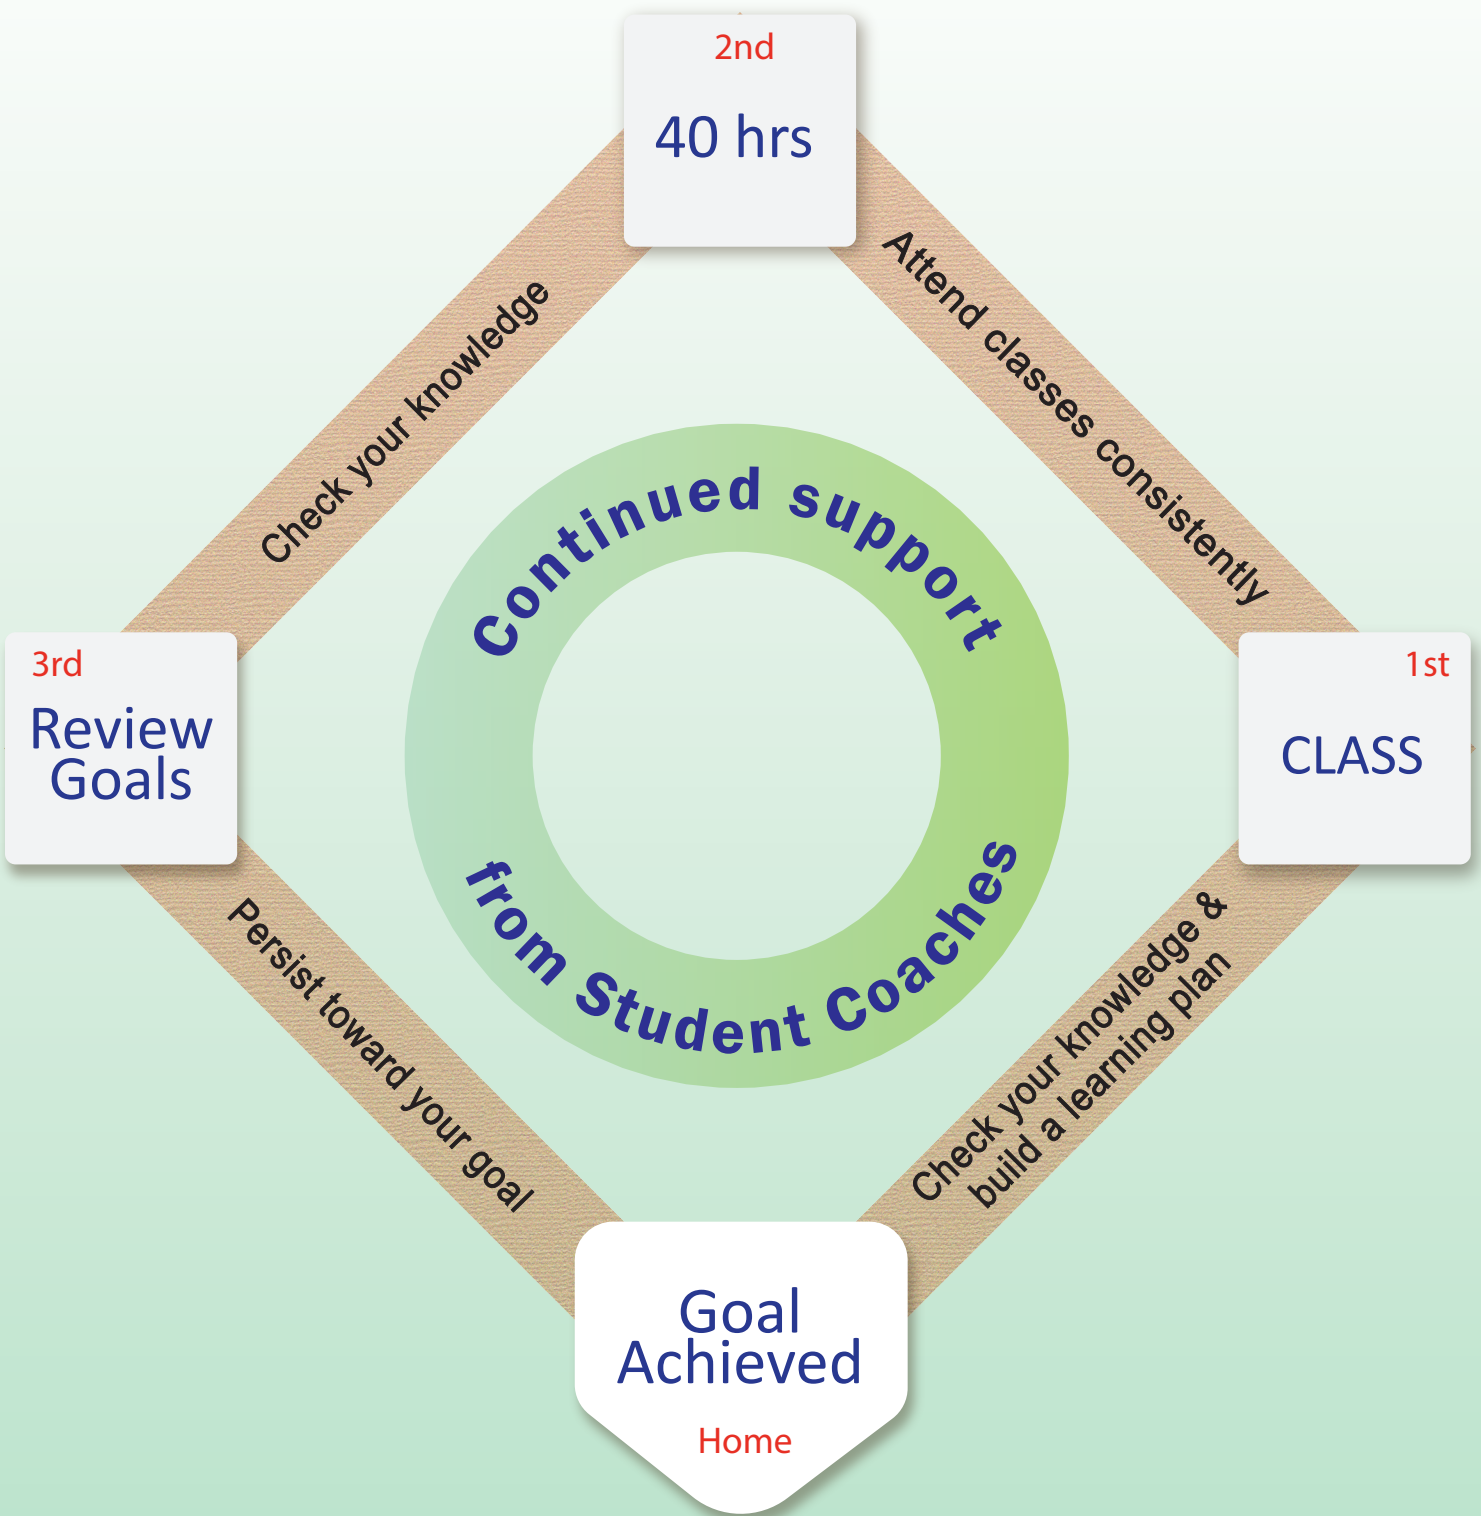 2nd
40 hrs
Check your knowledge
Attend classes consistently
Continued support
3rd
Review
Goals
1st
CLASS
from Student Coaches
Persist toward your goal
Check your knowledge &
build a learning plan
Goal
Achieved
Home